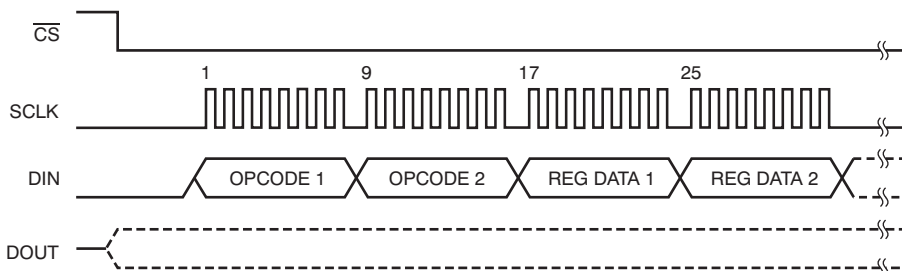 CS
1 9 17 25
SCLK
DIN OPCODE 1 OPCODE 2 REG DATA 1 REG DATA 2
DOUT